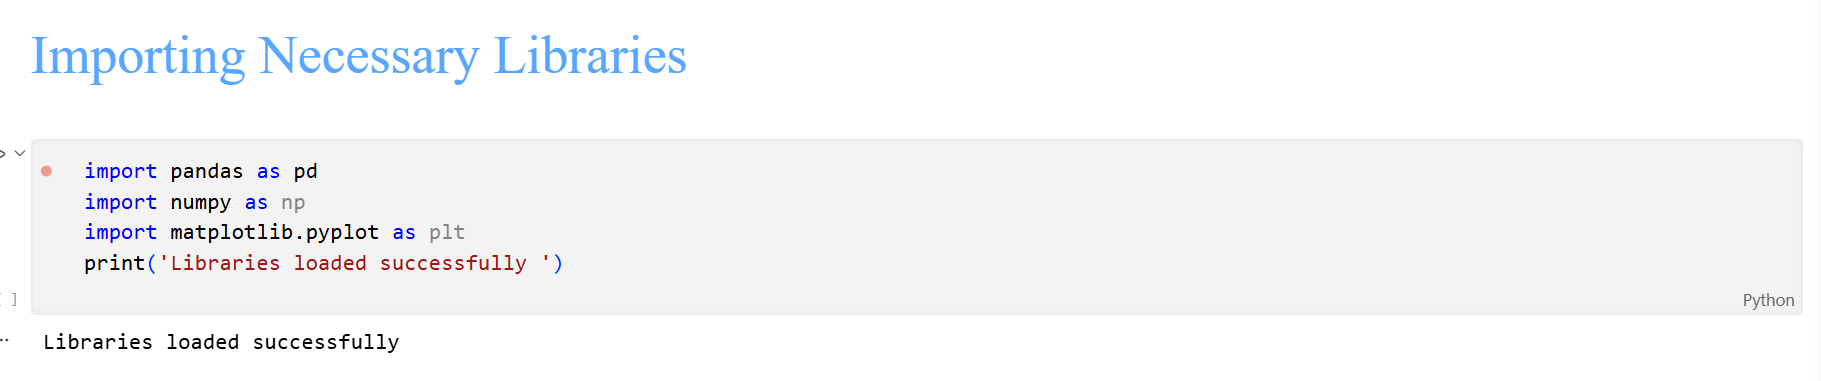 Importing Necessary Libraries
import pandas as pd
import numpy as np
import matplotlib.pyplot as plt
print('Libraries loaded successfully ')
[ ]
Python
Libraries loaded successfully